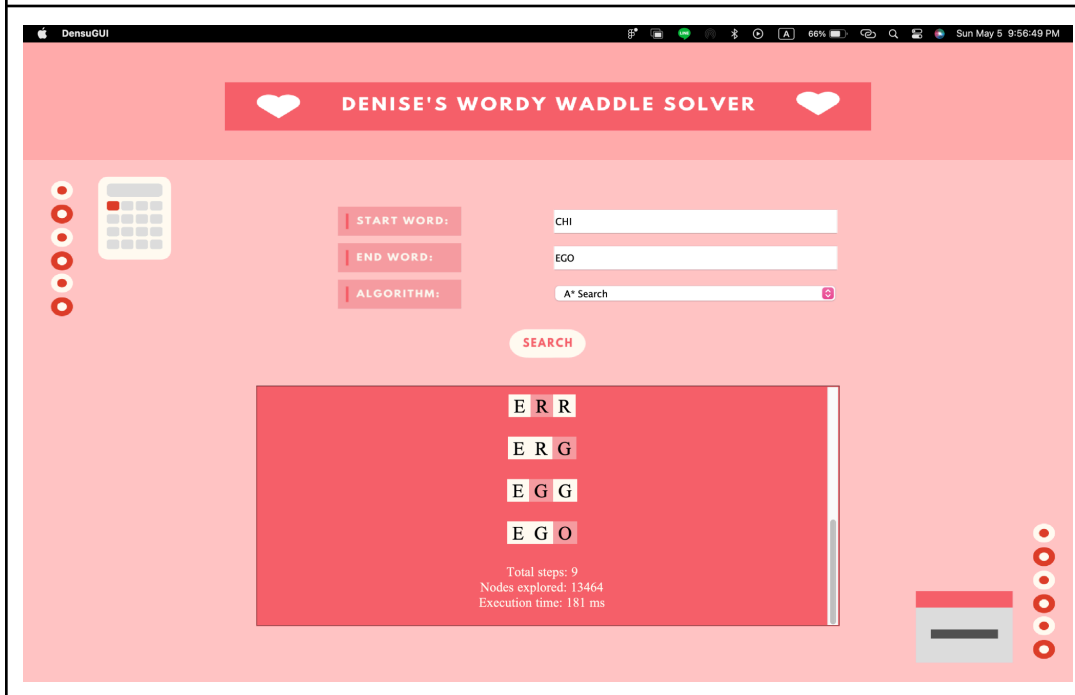 DensuGUI A 66% Sun May 5 9:56:49 PM
DENISE'S WORDY WADDLE SOLVER
START WORD: CHI
END WORD: EGO
ALGORITHM: A* Search
SEARCH
E R R
E R G
E G G
E G O
Total steps: 9
Nodes explored: 13464
Execution time: 181 ms